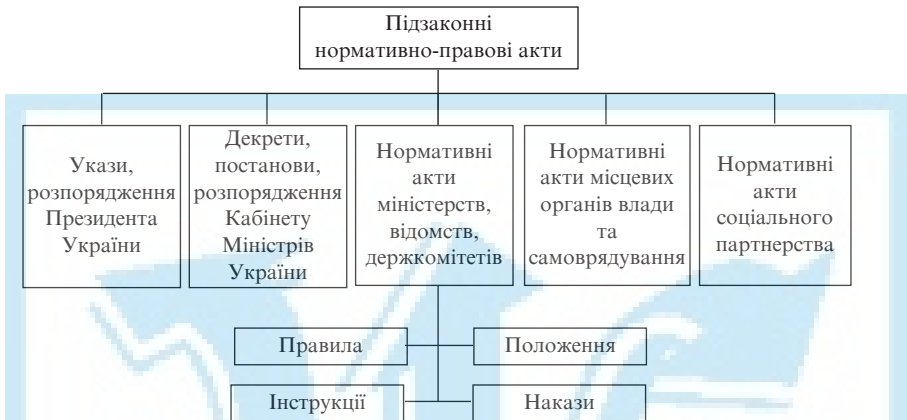 Підзаконні
нормативно-правові акти
Укази,
розпорядження
Президента
України
Декрети,
постанови,
розпорядження
Кабінету
Міністрів
України
Нормативні
акти
міністерств,
відомств,
держкомітетів
Нормативні
акти місцевих
органів влади
та
самоврядування
Нормативні
акти
соціального
партнерства
Правила
Положення
Інструкції
Накази